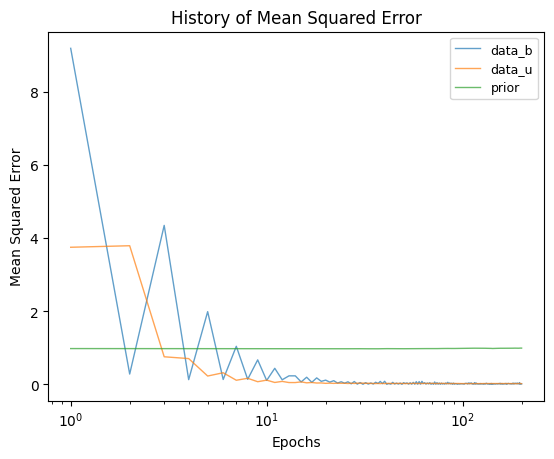 History of Mean Squared Error
data_b
data_u
prior
Mean Squared Error
8
6
4
2
0
10⁰
10¹
10²
Epochs